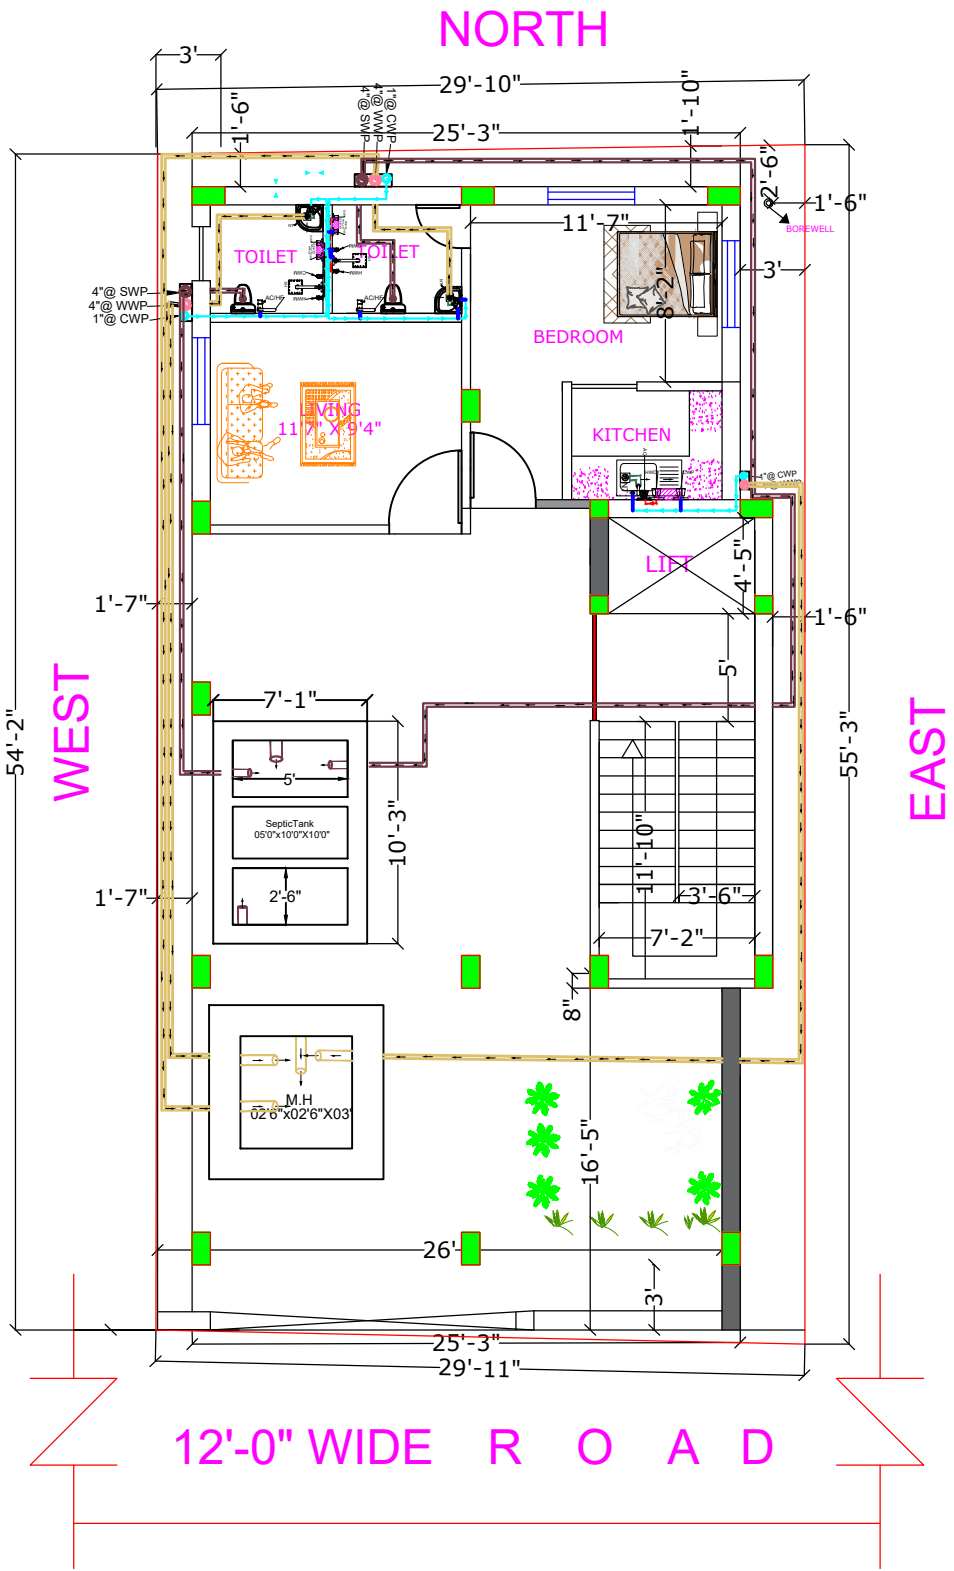 NORTH
3'
29'-10"
1'-6"
4"@ SWP
4"@ WWP
1"@ CWP
1'-10"
25'-3"
2'-6"
1'-6"
BOREWELL
11'-7"
TOILET
TOILET
3'
4"@ SWP
4"@ WWP
1"@ CWP
AC/HF
AC/HF
8'-2"
BEDROOM
LIVING
11'7" X 9'4"
KITCHEN
4"@ CWP
LIFT
4'-5"
1'-7"
1'-6"
5'
7'-1"
54'-2"
WEST
55'-3"
EAST
5'
SepticTank
05'0"x10'0"X10'0"
10'-3"
11'-10"
2'-6"
3'-6"
1'-7"
7'-2"
8"
M.H
02'6"x02'6"X03'
16'-5"
26'
3'
25'-3"
29'-11"
12'-0" WIDE R O A D